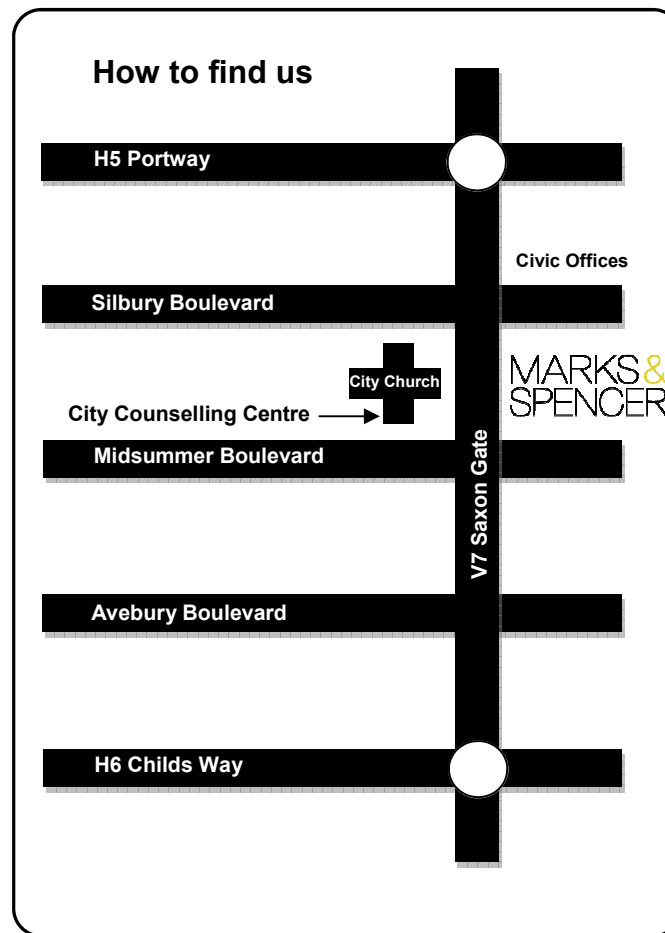 How to find us
H5 Portway
Civic Offices
Silbury Boulevard
City Church
MARKS&
SPENCER
City Counselling Centre
Midsummer Boulevard
V7 Saxon Gate
Avebury Boulevard
H6 Childs Way